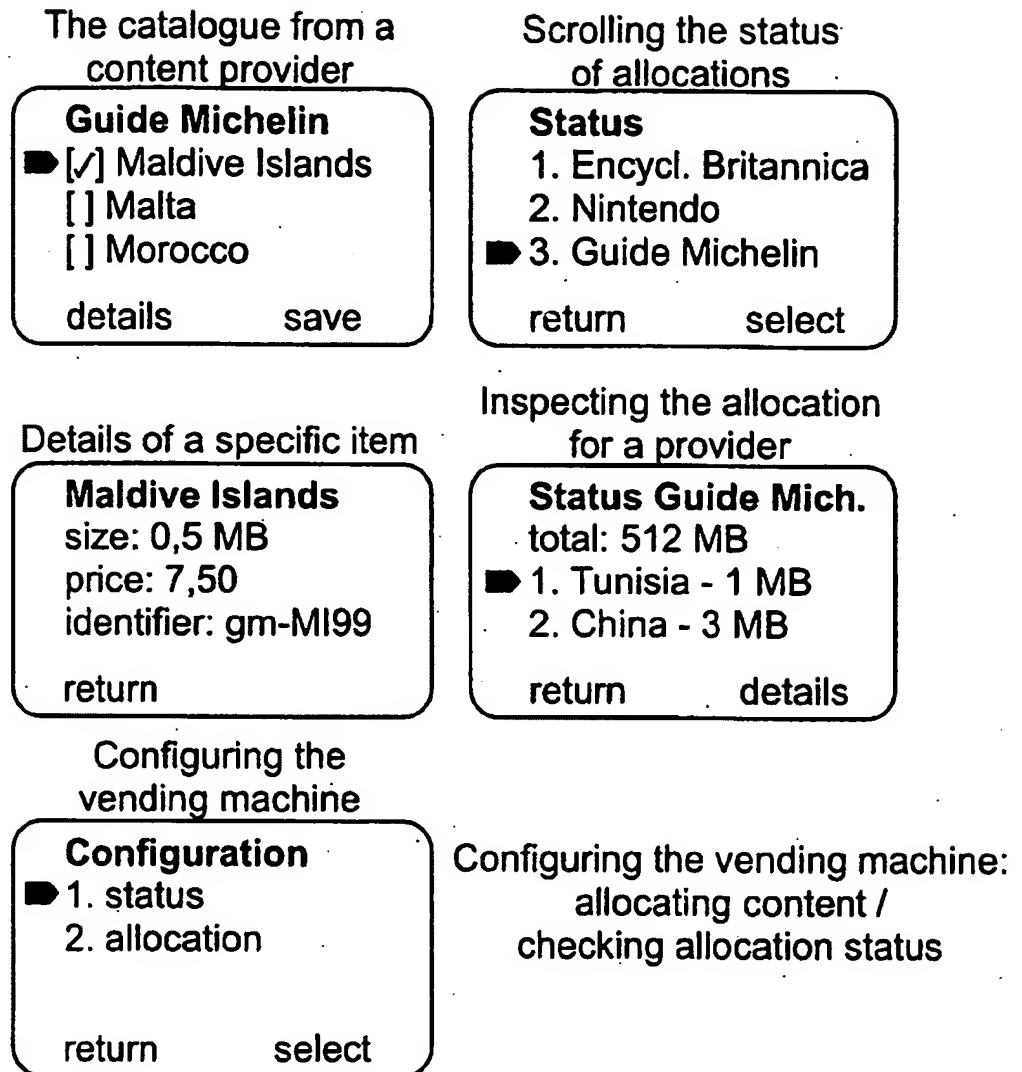 The catalogue from a
content provider
Guide Michelin
[✓] Maldive Islands
[ ] Malta
[ ] Morocco
details save
Scrolling the status
of allocations
Status
1. Encycl. Britannica
2. Nintendo
3. Guide Michelin
return select
Details of a specific item
Maldive Islands
size: 0,5 MB
price: 7,50
identifier: gm-MI99
return
Inspecting the allocation
for a provider
Status Guide Mich.
total: 512 MB
1. Tunisia - 1 MB
2. China - 3 MB
return details
Configuring the
vending machine
Configuration
1. status
2. allocation
return select
Configuring the vending machine:
allocating content /
checking allocation status